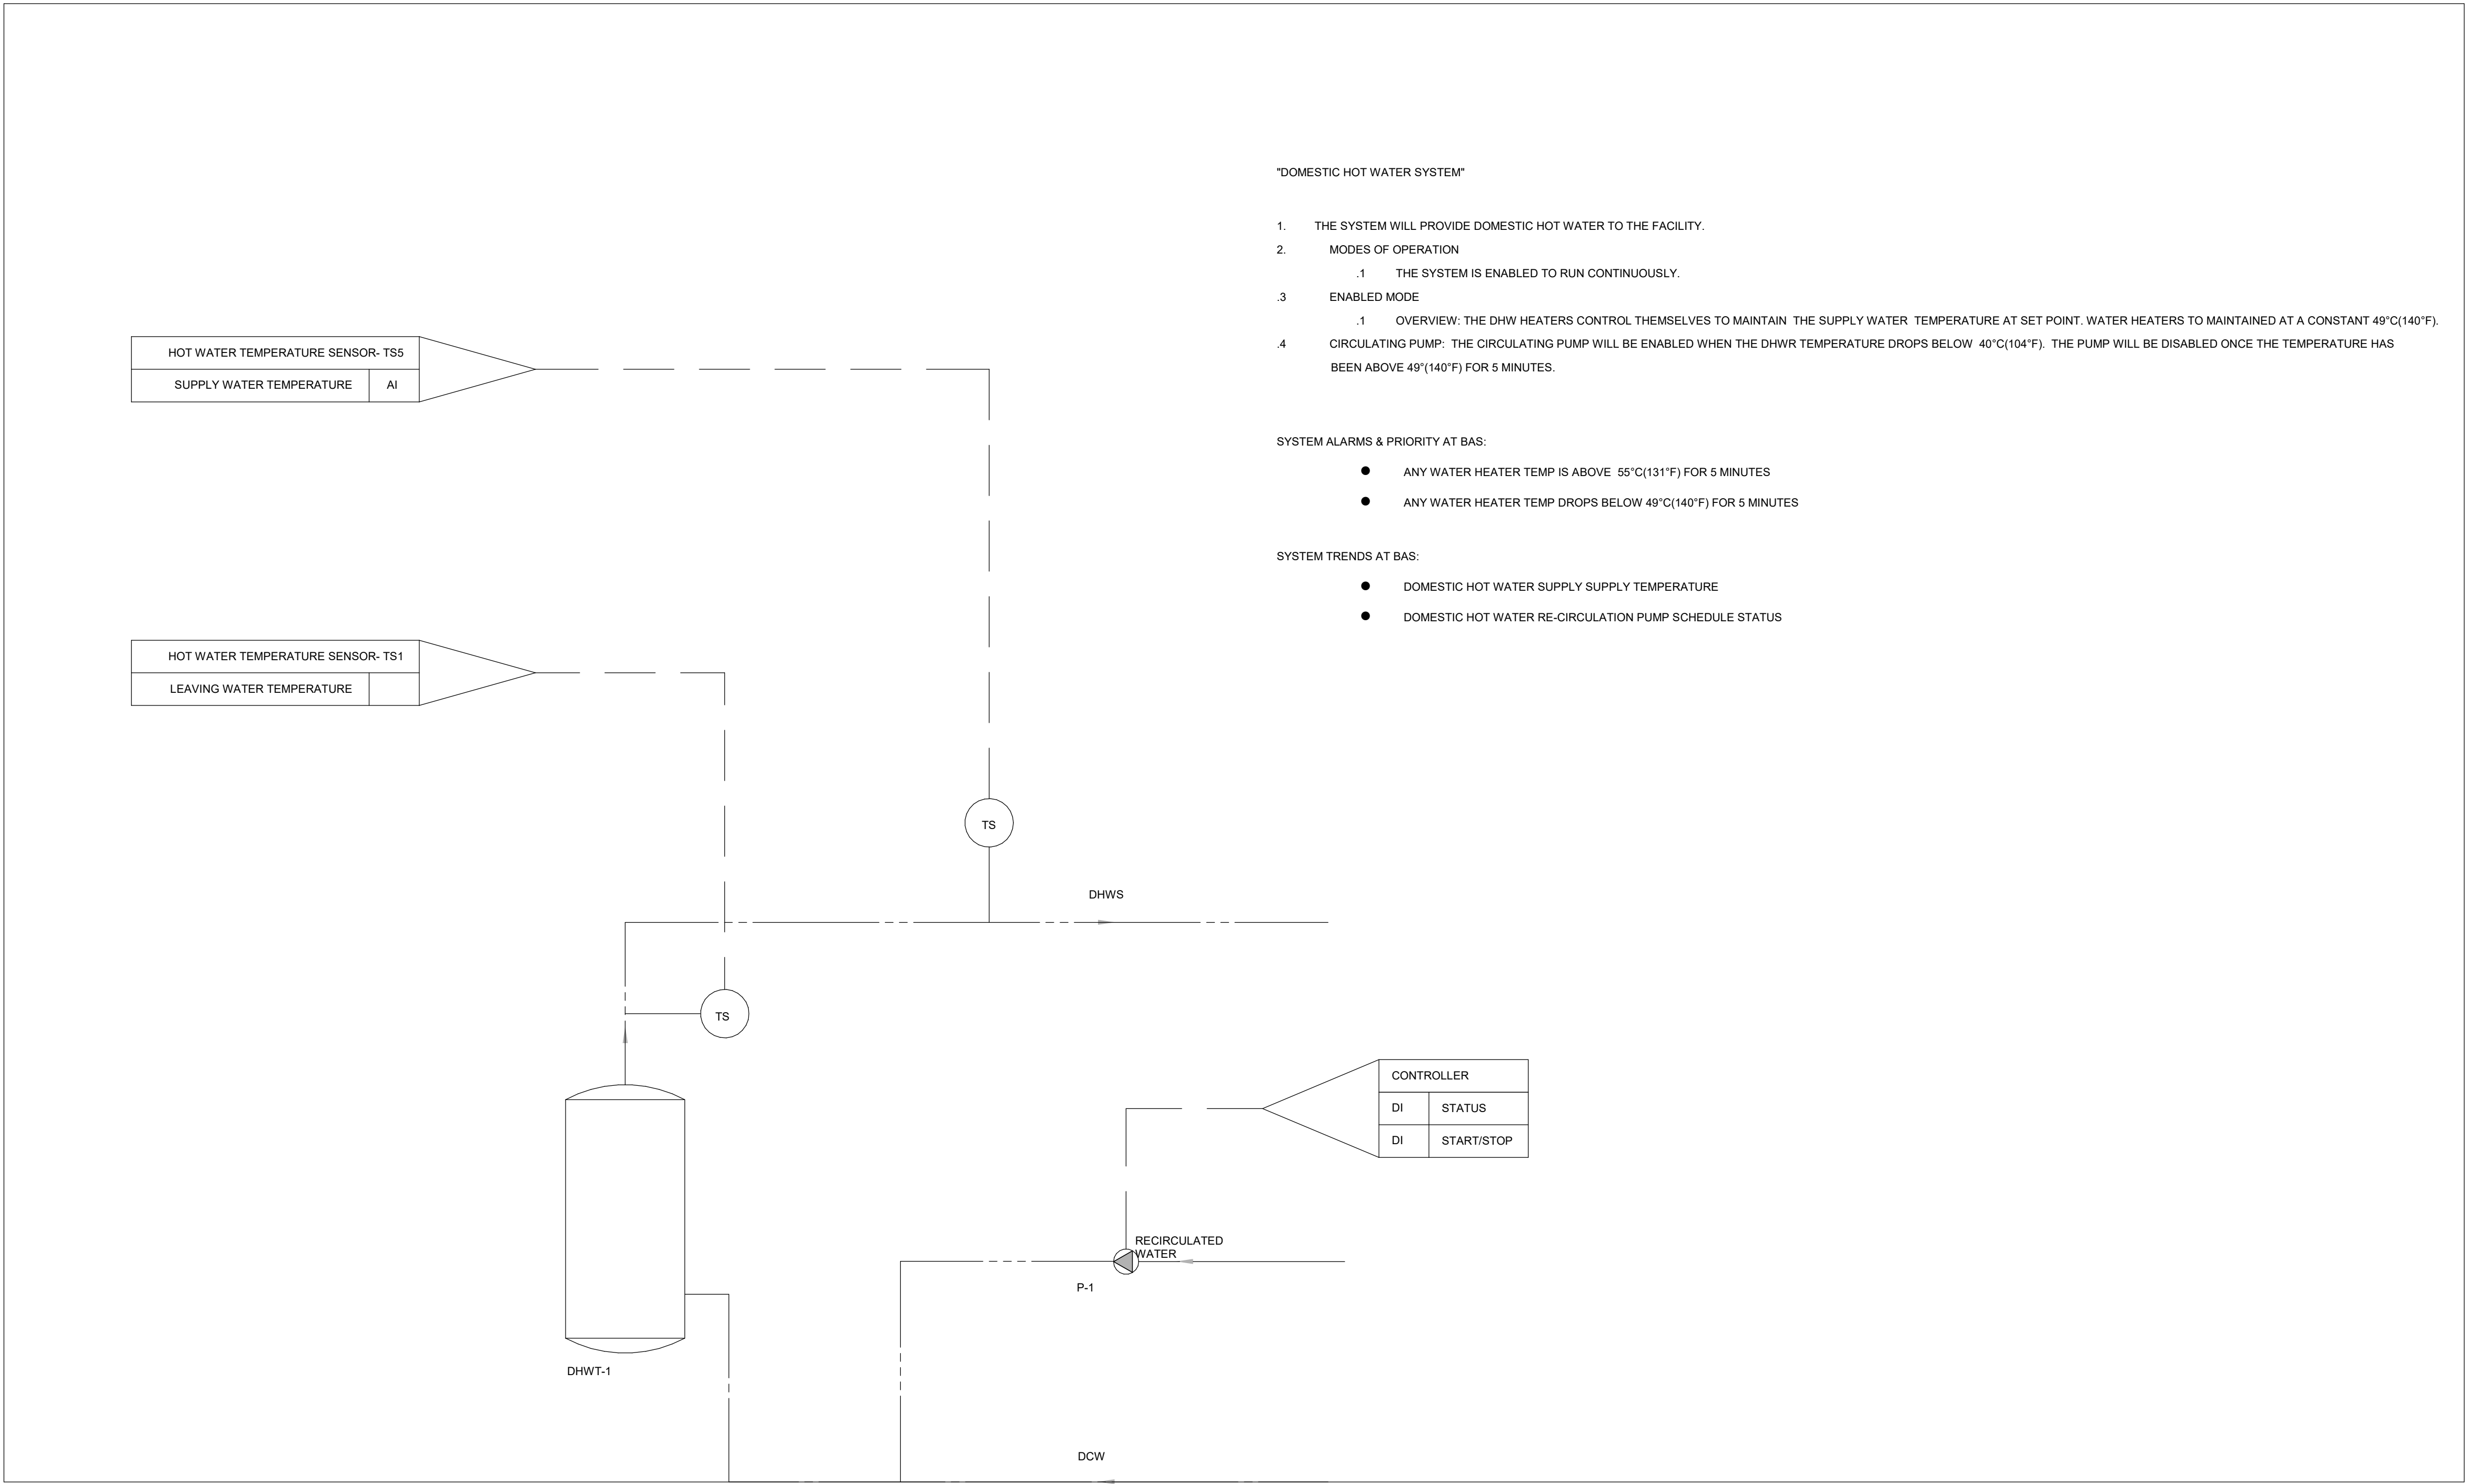 "DOMESTIC HOT WATER SYSTEM"
1. THE SYSTEM WILL PROVIDE DOMESTIC HOT WATER TO THE FACILITY.
2. MODES OF OPERATION
.1 THE SYSTEM IS ENABLED TO RUN CONTINUOUSLY.
.3 ENABLED MODE
.1 OVERVIEW: THE DHW HEATERS CONTROL THEMSELVES TO MAINTAIN THE SUPPLY WATER TEMPERATURE AT SET POINT. WATER HEATERS TO MAINTAINED AT A CONSTANT 49°C(140°F).
.4 CIRCULATING PUMP: THE CIRCULATING PUMP WILL BE ENABLED WHEN THE DHWR TEMPERATURE DROPS BELOW 40°C(104°F). THE PUMP WILL BE DISABLED ONCE THE TEMPERATURE HAS
BEEN ABOVE 49°(140°F) FOR 5 MINUTES.
SYSTEM ALARMS & PRIORITY AT BAS:
● ANY WATER HEATER TEMP IS ABOVE 55°C(131°F) FOR 5 MINUTES
● ANY WATER HEATER TEMP DROPS BELOW 49°C(140°F) FOR 5 MINUTES
SYSTEM TRENDS AT BAS:
● DOMESTIC HOT WATER SUPPLY SUPPLY TEMPERATURE
● DOMESTIC HOT WATER RE-CIRCULATION PUMP SCHEDULE STATUS
HOT WATER TEMPERATURE SENSOR- TS5
SUPPLY WATER TEMPERATURE AI
HOT WATER TEMPERATURE SENSOR- TS1
LEAVING WATER TEMPERATURE
TS
DHWS
TS
CONTROLLER
DI STATUS
DI START/STOP
RECIRCULATED
WATER
P-1
DHWT-1
DCW